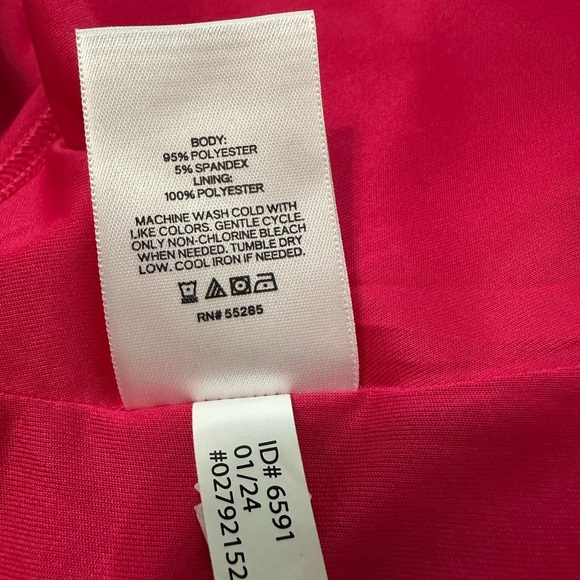 BODY:
95% POLYESTER
5% SPANDEX
LINING:
100% POLYESTER
MACHINE WASH COLD WITH
LIKE COLORS. GENTLE CYCLE.
ONLY NON-CHLORINE BLEACH
WHEN NEEDED. TUMBLE DRY
LOW. COOL IRON IF NEEDED.
RN# 55285
ID# 6591
01/24
#02792152